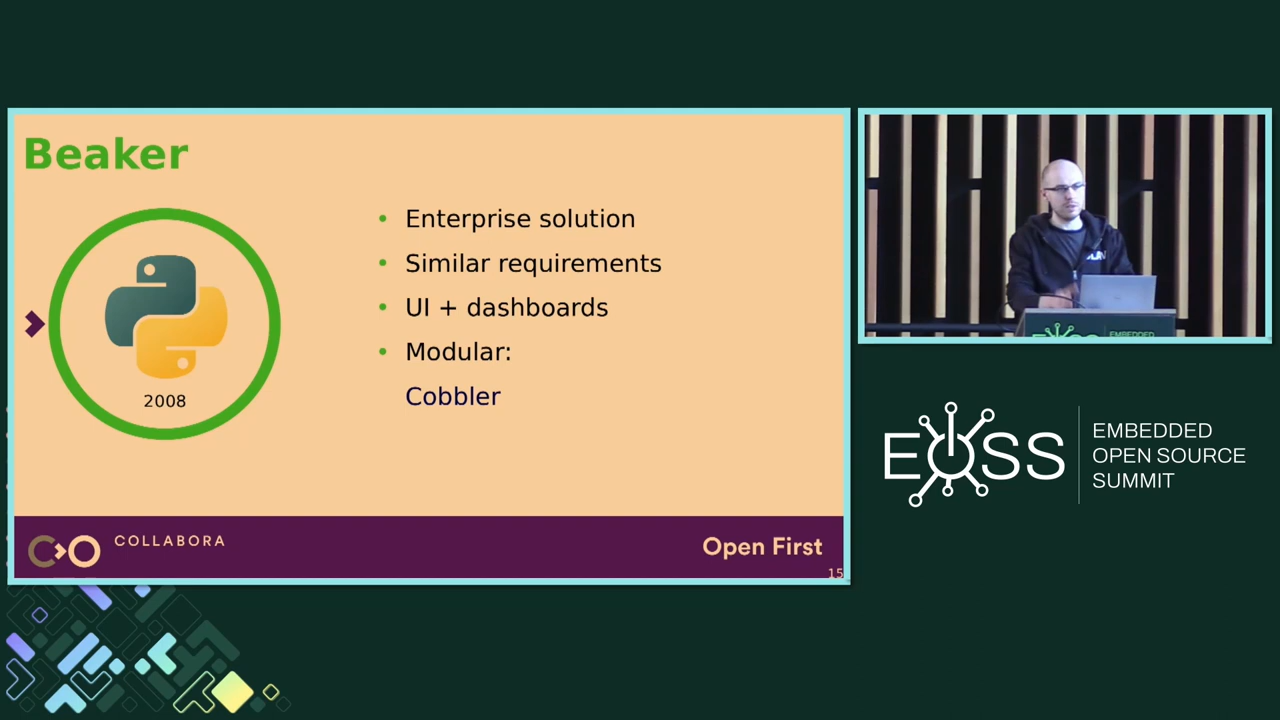 Beaker
2008
Enterprise solution
Similar requirements
UI + dashboards
Modular:
Cobbler
COLLABORA
Open First
15
EOSS
EMBEDDED
OPEN SOURCE
SUMMIT
EMBEDDED